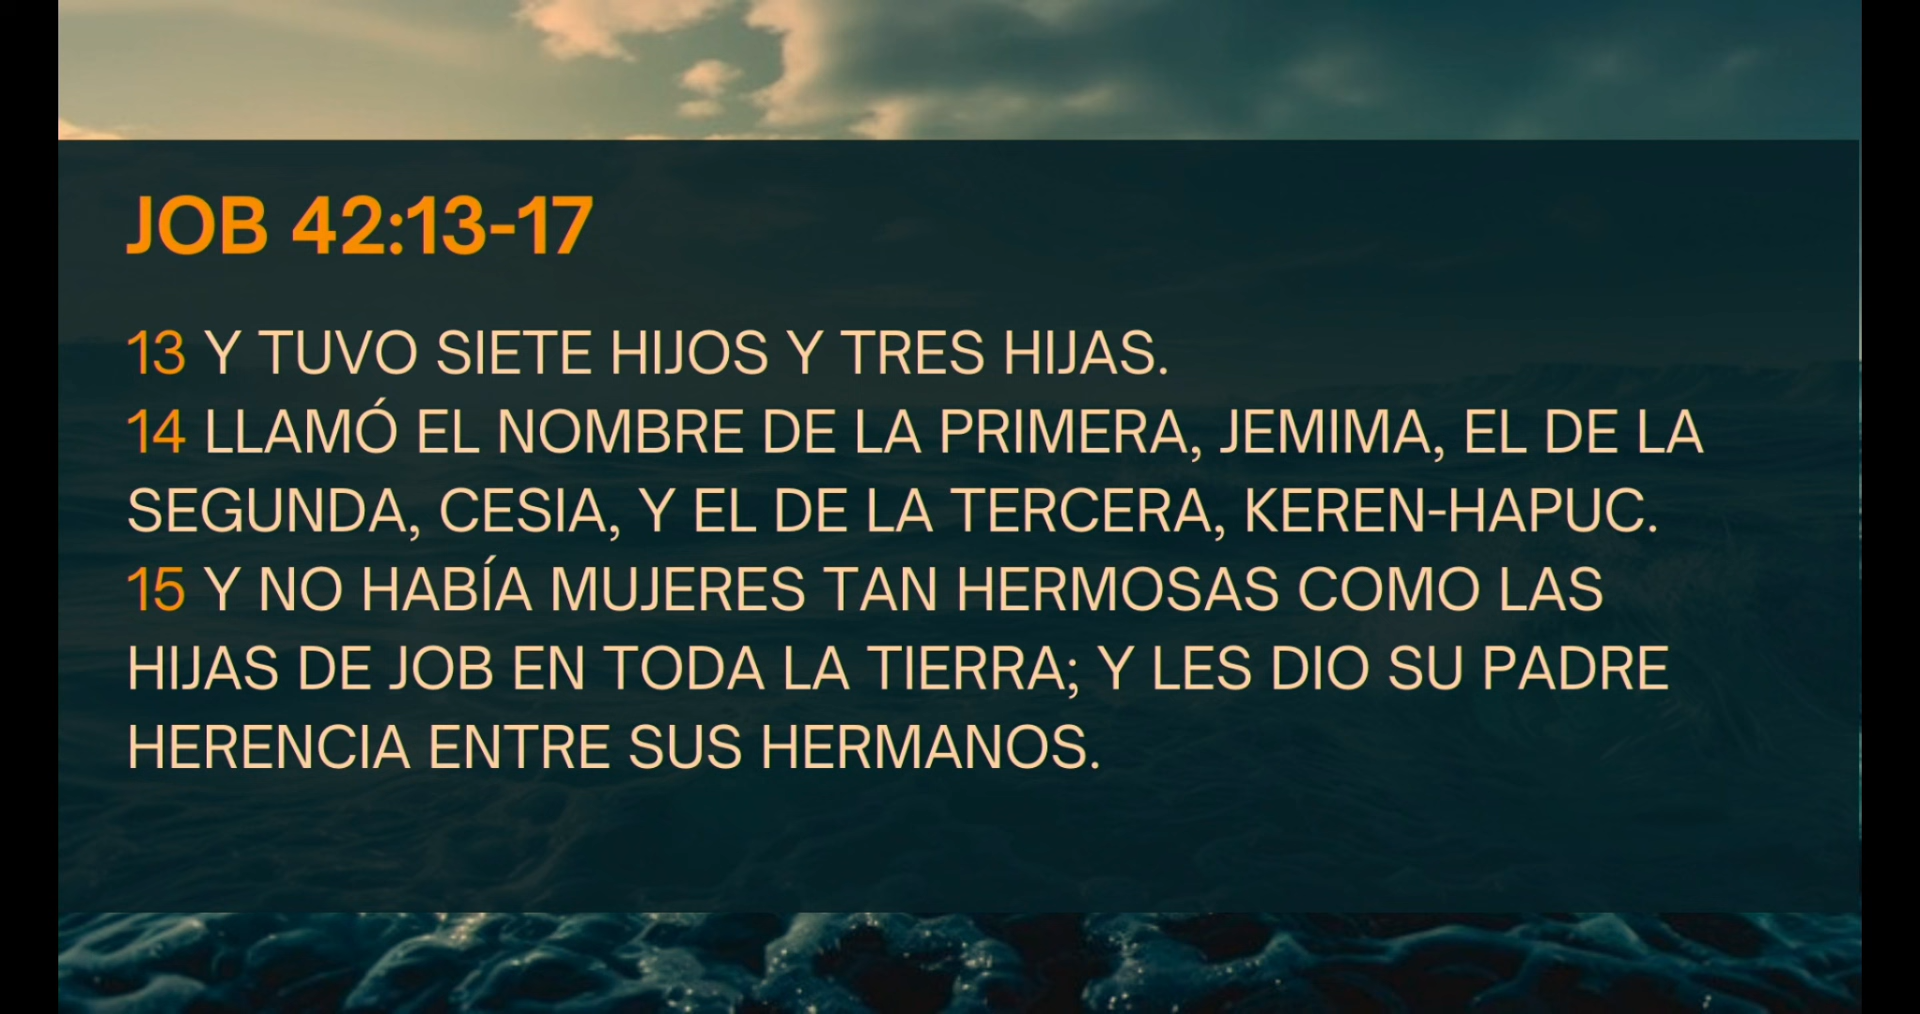 JOB 42:13-17
13 Y TUVO SIETE HIJOS Y TRES HIJAS.
14 LLAMÓ EL NOMBRE DE LA PRIMERA, JEMIMA, EL DE LA
SEGUNDA, CESIA, Y EL DE LA TERCERA, KEREN-HAPUC.
15 Y NO HABÍA MUJERES TAN HERMOSAS COMO LAS
HIJAS DE JOB EN TODA LA TIERRA; Y LES DIO SU PADRE
HERENCIA ENTRE SUS HERMANOS.